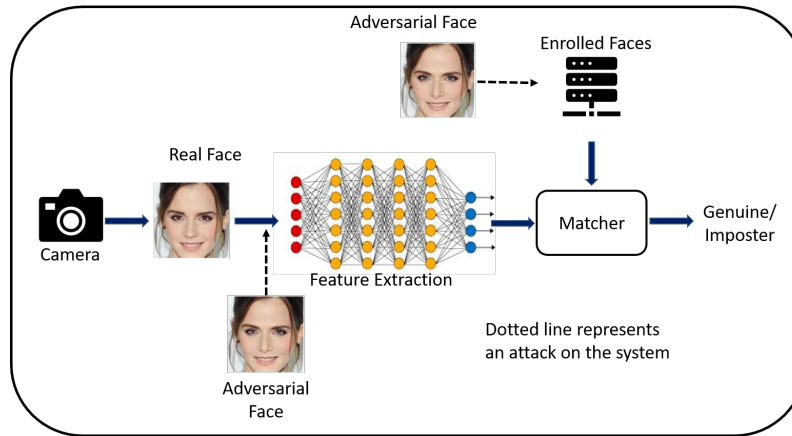 Adversarial Face
Enrolled Faces
Real Face
Camera
Feature Extraction
Matcher
Genuine/
Imposter
Adversarial
Face
Dotted line represents
an attack on the system